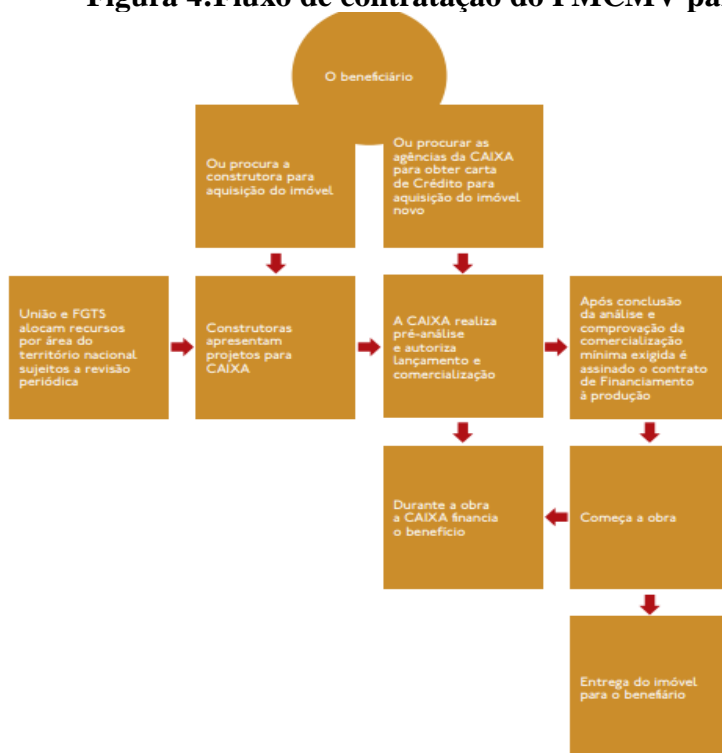 Figura 4:Fluxo de contratação do PMCMV pa
O beneficiário
Ou procura a
construtora para
aquisição do imóvel
Ou procurar as
agências da CAIXA
para obter carta
de Crédito para
aquisição do imóvel
novo
União e FGTS
alocam recursos
por área do
território nacional
sujeitos a revisão
periódica
Construtoras
apresentam
projetos para
CAIXA
A CAIXA realiza
pré-análise
e autoriza
lançamento e
comercialização
Após conclusão
da análise e
comprovação da
comercialização
mínima exigida é
assinado o contrato
de Financiamento
à produção
Durante a obra
a CAIXA financia
o benefício
Começa a obra
Entrega do imóvel
para o benefiário